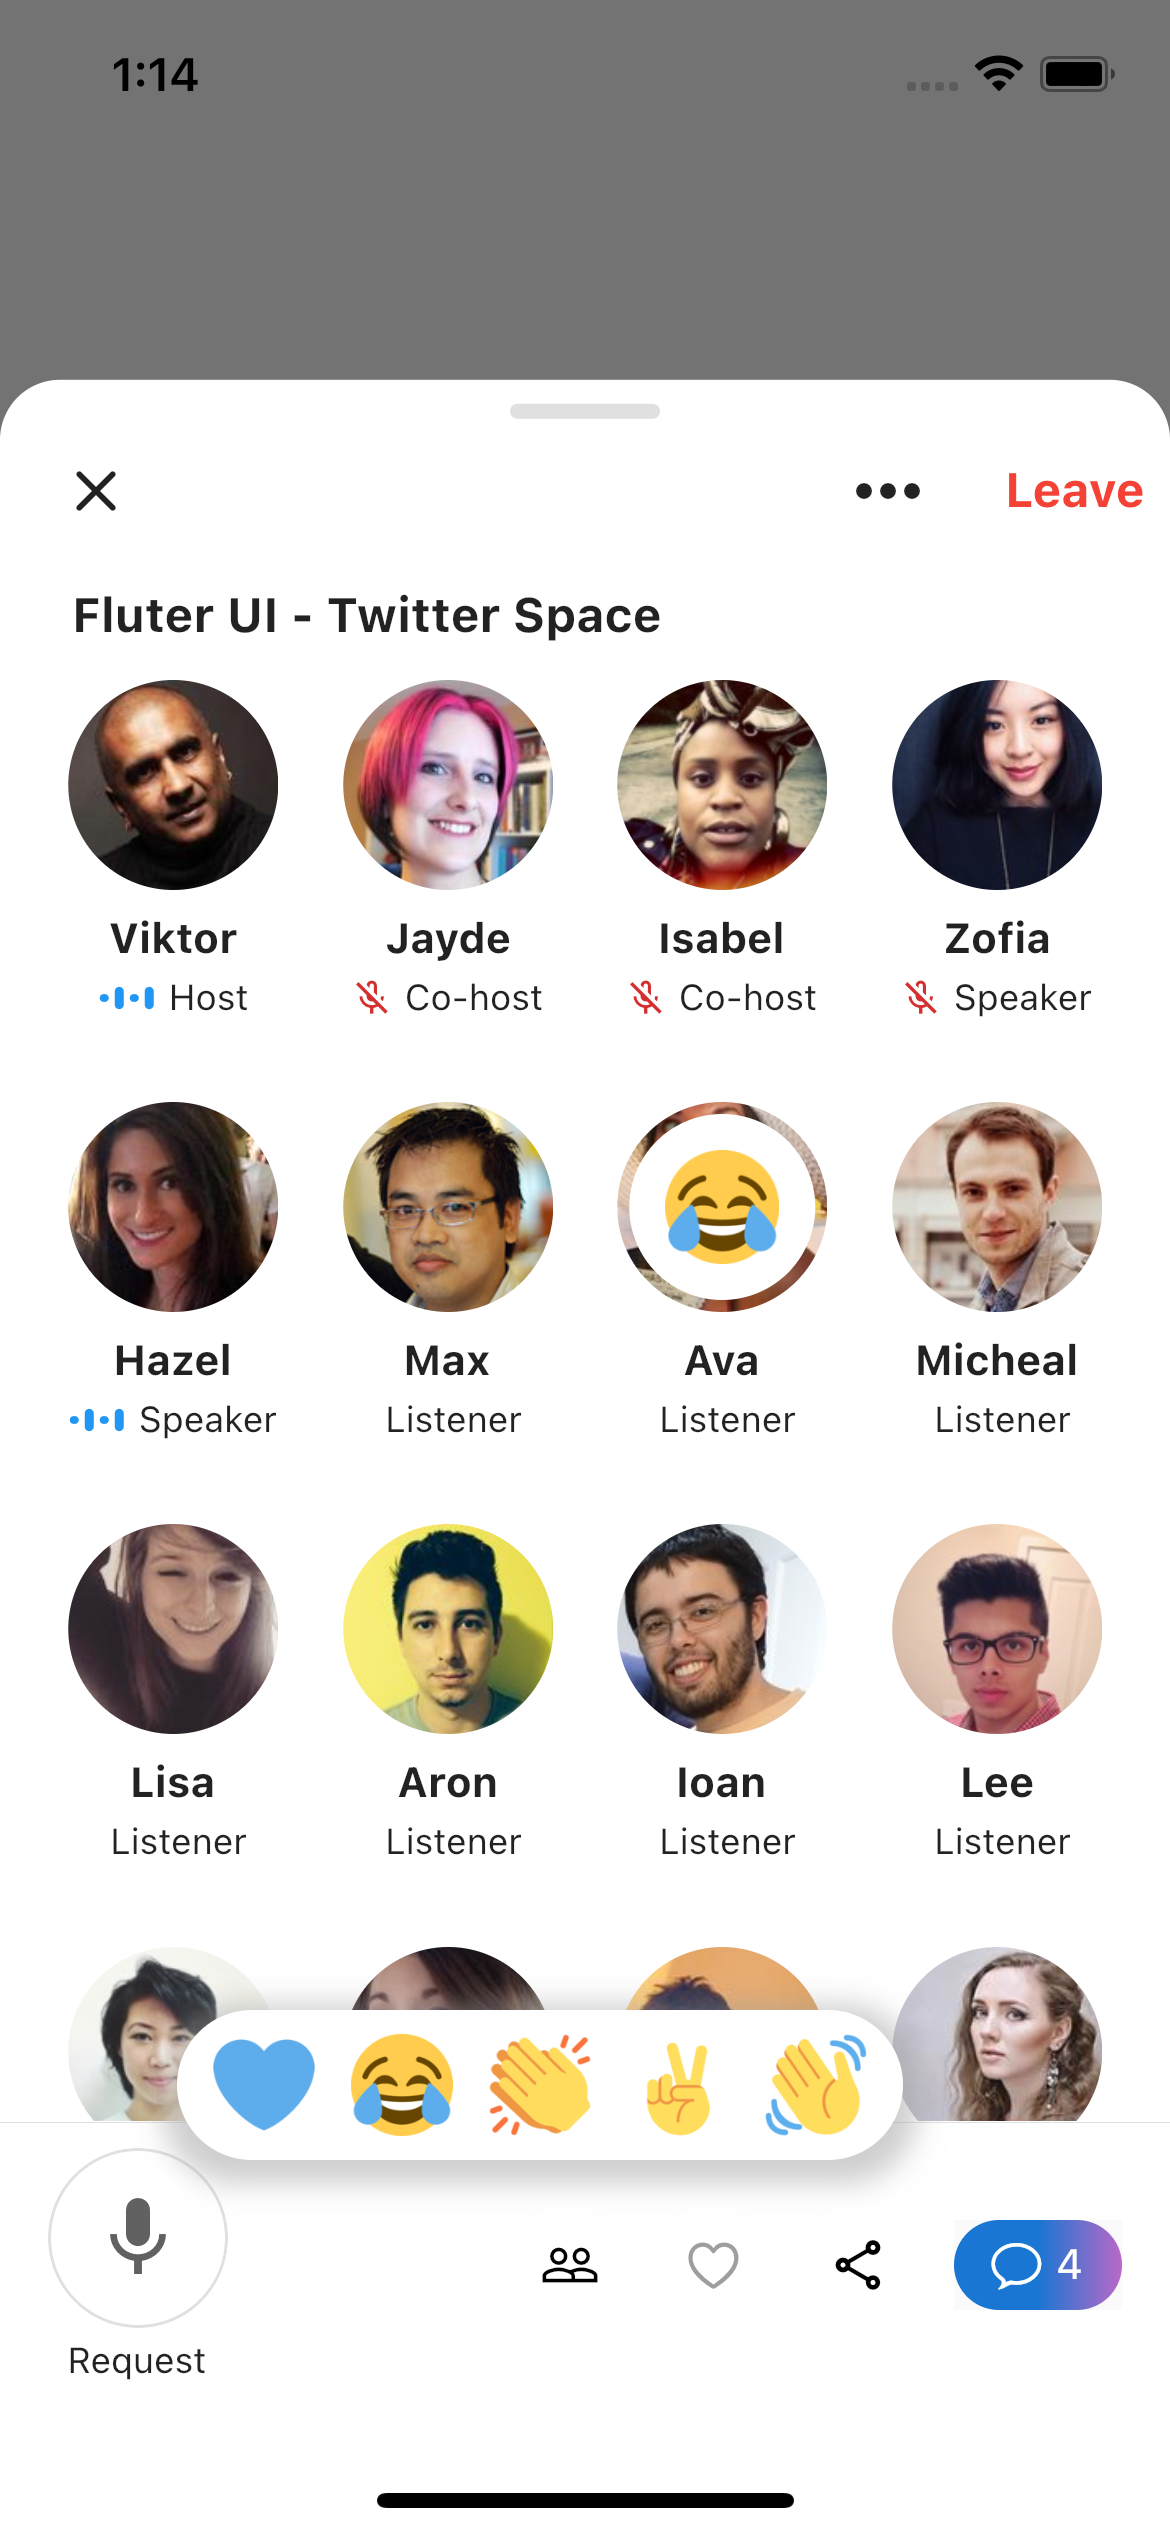 1:14
Leave
Fluter UI - Twitter Space
Viktor Jayde Isabel Zofia
Host Co-host Co-host Speaker
Hazel Max Ava Micheal
Speaker Listener Listener Listener
Lisa Aron Ioan Lee
Listener Listener Listener Listener
4
Request